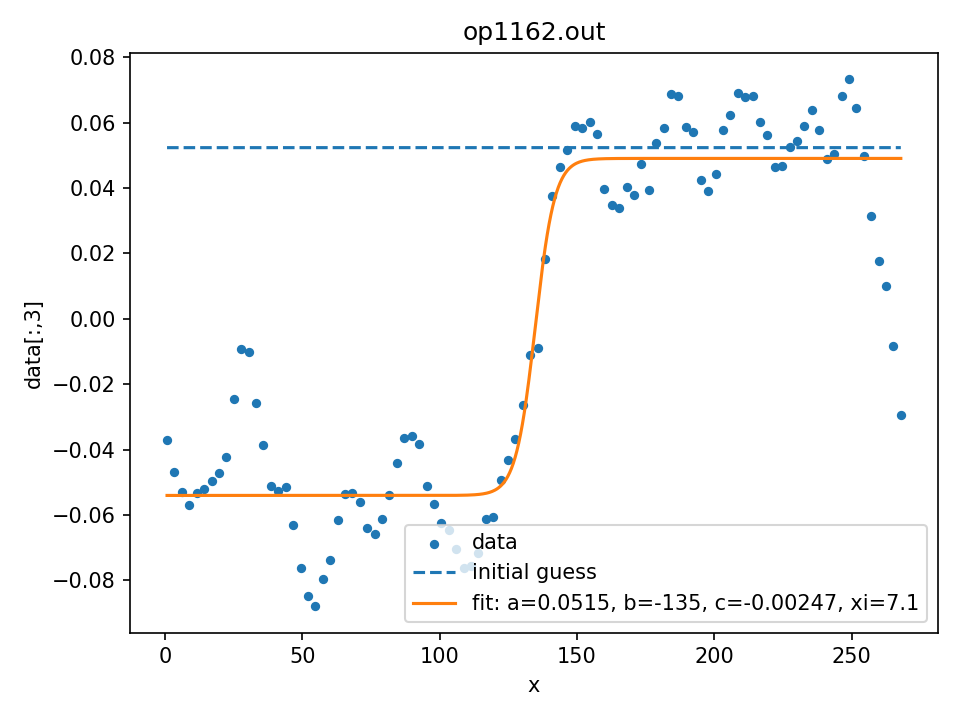 op1162.out
0.08
0.06
0.04
0.02
0.00
−0.02
−0.04
−0.06
−0.08
data[:,3]
data
initial guess
fit: a=0.0515, b=-135, c=-0.00247, xi=7.1
0 50 100 150 200 250
x